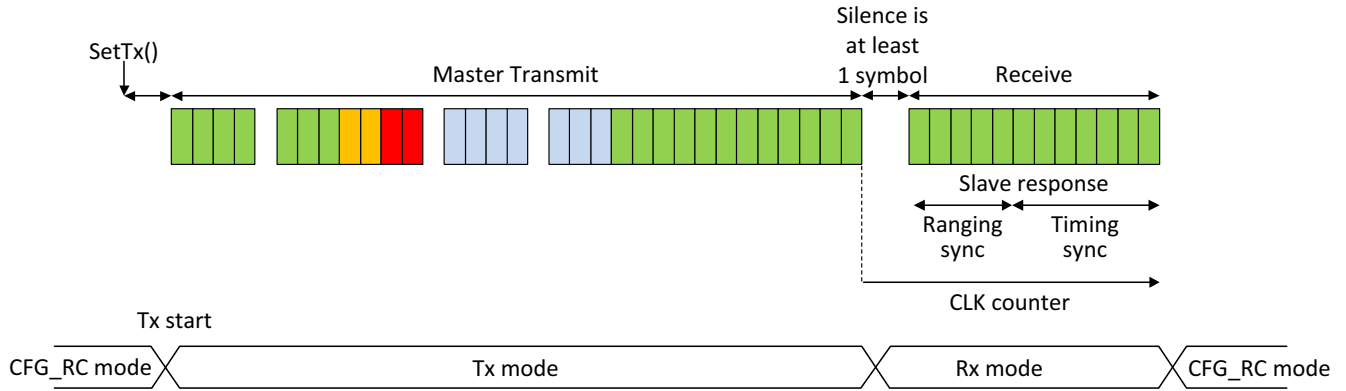 Silence is
at least
1 symbol
SetTx()
Master Transmit
Receive
Slave response
Ranging
sync
Timing
sync
CLK counter
Tx start
CFG_RC mode
Tx mode
Rx mode
CFG_RC mode